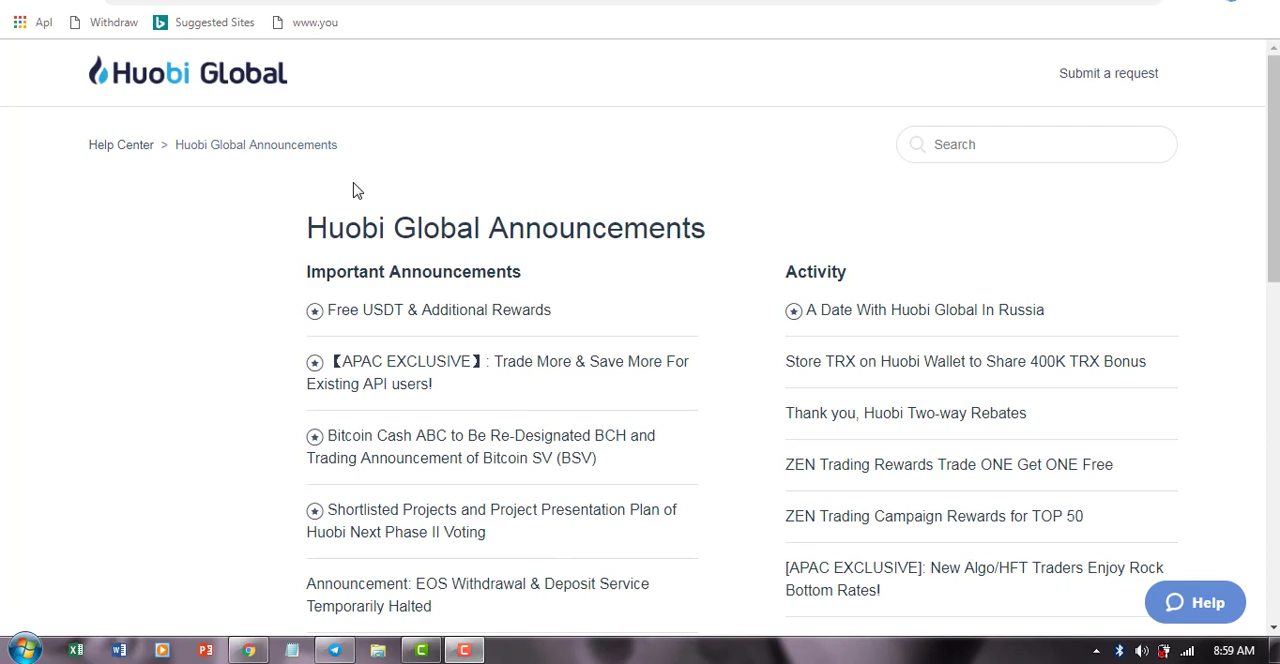 Apl Withdraw Suggested Sites www.you
Huobi Global
Submit a request
Help Center > Huobi Global Announcements
Search
Huobi Global Announcements
Important Announcements
Free USDT & Additional Rewards
【APAC EXCLUSIVE】: Trade More & Save More For
Existing API users!
Bitcoin Cash ABC to Be Re-Designated BCH and
Trading Announcement of Bitcoin SV (BSV)
Shortlisted Projects and Project Presentation Plan of
Huobi Next Phase II Voting
Announcement: EOS Withdrawal & Deposit Service
Temporarily Halted
Activity
A Date With Huobi Global In Russia
Store TRX on Huobi Wallet to Share 400K TRX Bonus
Thank you, Huobi Two-way Rebates
ZEN Trading Rewards Trade ONE Get ONE Free
ZEN Trading Campaign Rewards for TOP 50
[APAC EXCLUSIVE]: New Algo/HFT Traders Enjoy Rock
Bottom Rates!
Help
8:59 AM